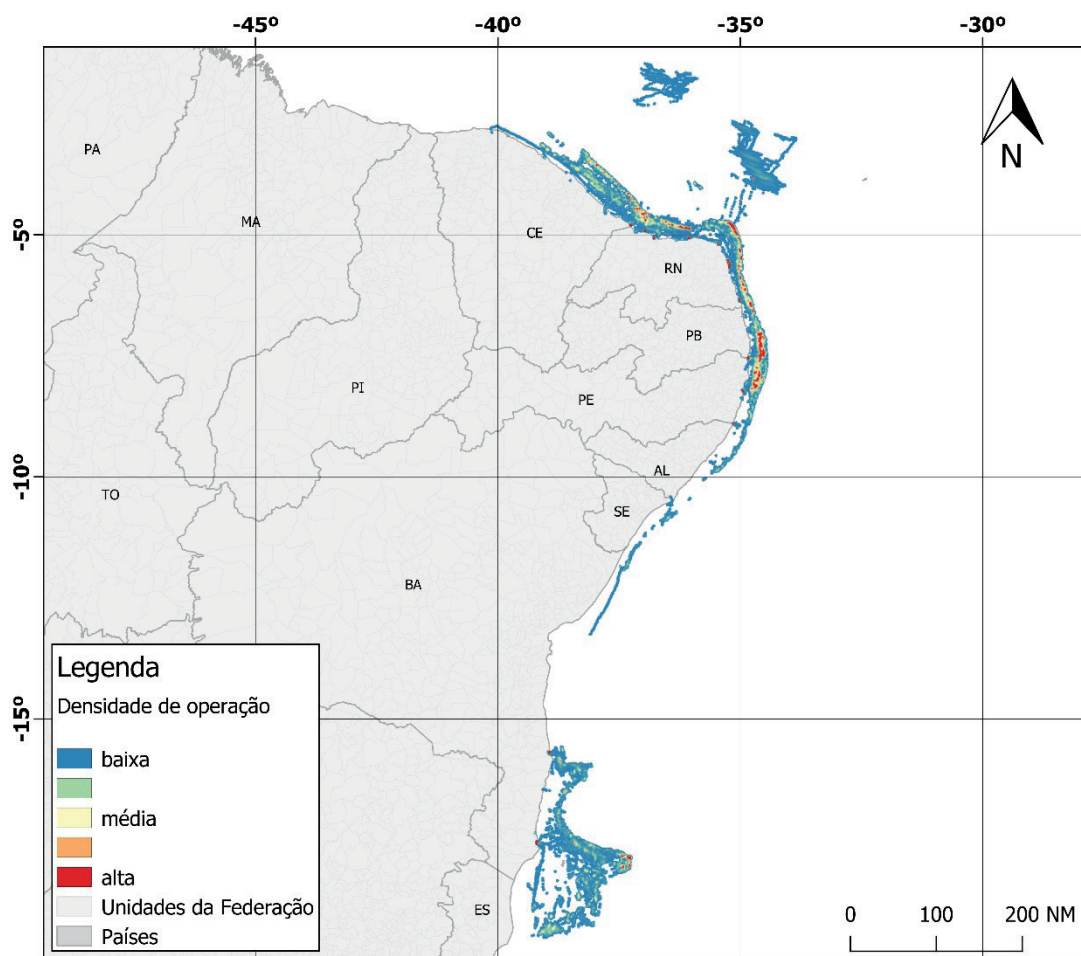 -45º -40º -35º -30º
N
PA
MA
-5º
CE
RN
PB
PI
PE
AL
-10º
TO
SE
BA
Legenda
Densidade de operação
-15º
baixa
média
alta
Unidades da Federação
Países
ES
0 100 200 NM